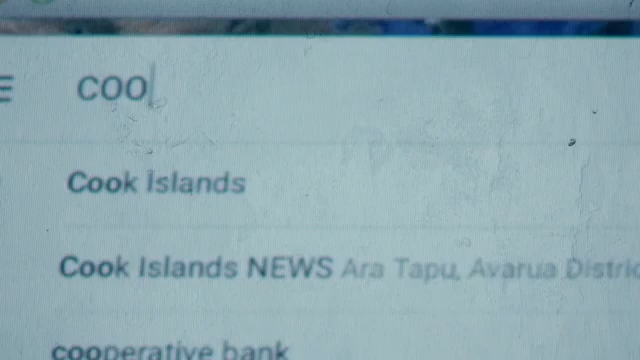 coo
Cook Islands
Cook Islands NEWS Ara Tapu, Avarua Distric
cooperative bank